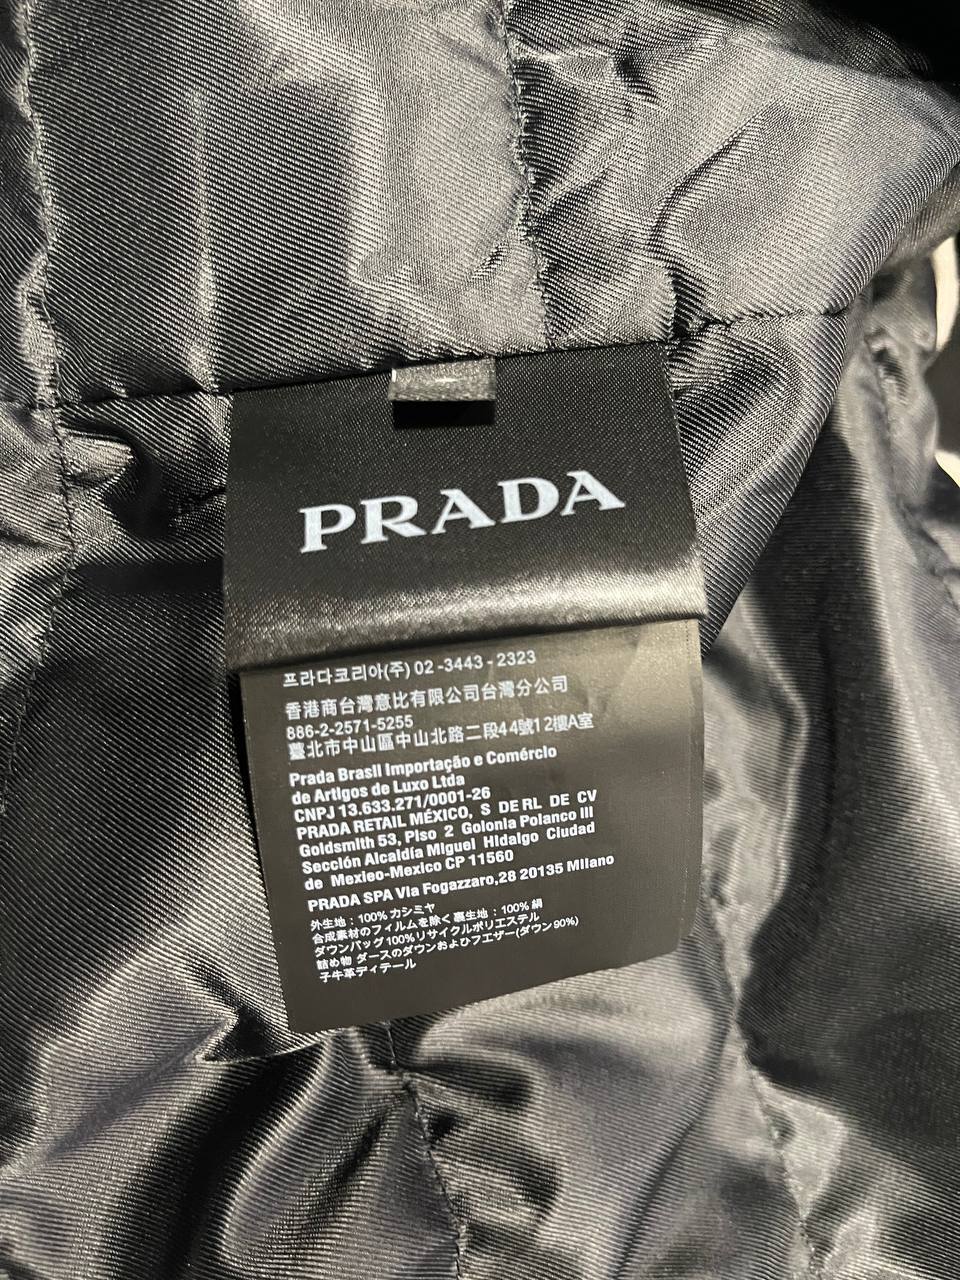 PRADA
프라다코리아(주) 02-3443-2323
香港商台灣意比有限公司台灣分公司
886-2-2571-5255
臺北市中山區中山北路二段44號12樓A室
Prada Brasil Importação e Comércio
de Artigos de Luxo Ltda
CNPJ 13.633.271/0001-26
PRADA RETAIL MÉXICO, S DE RL DE CV
Goldsmith 53, Piso 2 Golonia Polanco III
Sección Alcaldía Miguel Hidalgo Ciudad
de Mexieo-Mexico CP 11560
PRADA SPA Via Fogazzaro,28 20135 Milano
外生地：100% カシミヤ
合成素材のフィルムを除く裏生地：100% 絹
ダウンバッグ100%リサイクルポリエステル
詰め物 ダースのダウンおよひフエザー(ダウン90%)
子牛革ディテール